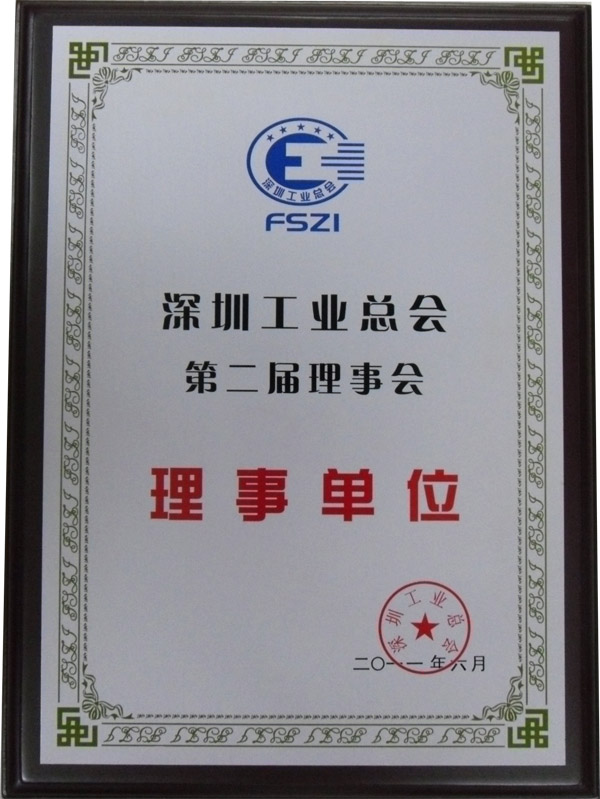 深圳工业总会
FSZI
深圳工业总会
第二届理事会
理事单位
深圳工业总会
二〇一一年六月